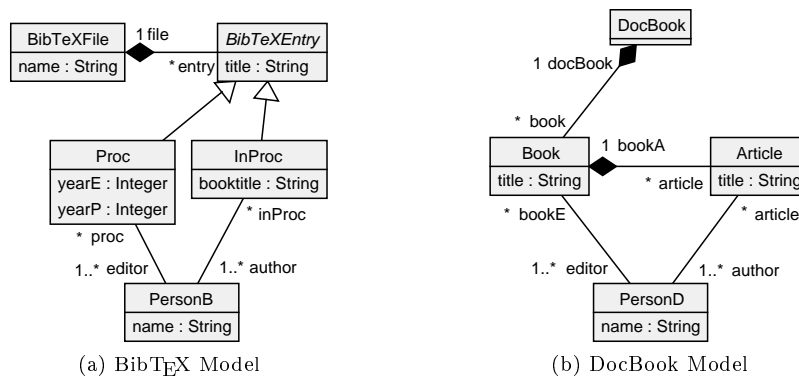 BibTeXFile
name : String
1 file
* entry
BibTeXEntry
title : String
Proc
yearE : Integer
yearP : Integer
InProc
booktitle : String
* proc
* inProc
1..* editor
1..* author
PersonB
name : String
(a) BibTEX Model
DocBook
1 docBook
* book
Book
title : String
1 bookA
* article
Article
title : String
* bookE
* article
1..* editor
1..* author
PersonD
name : String
(b) DocBook Model